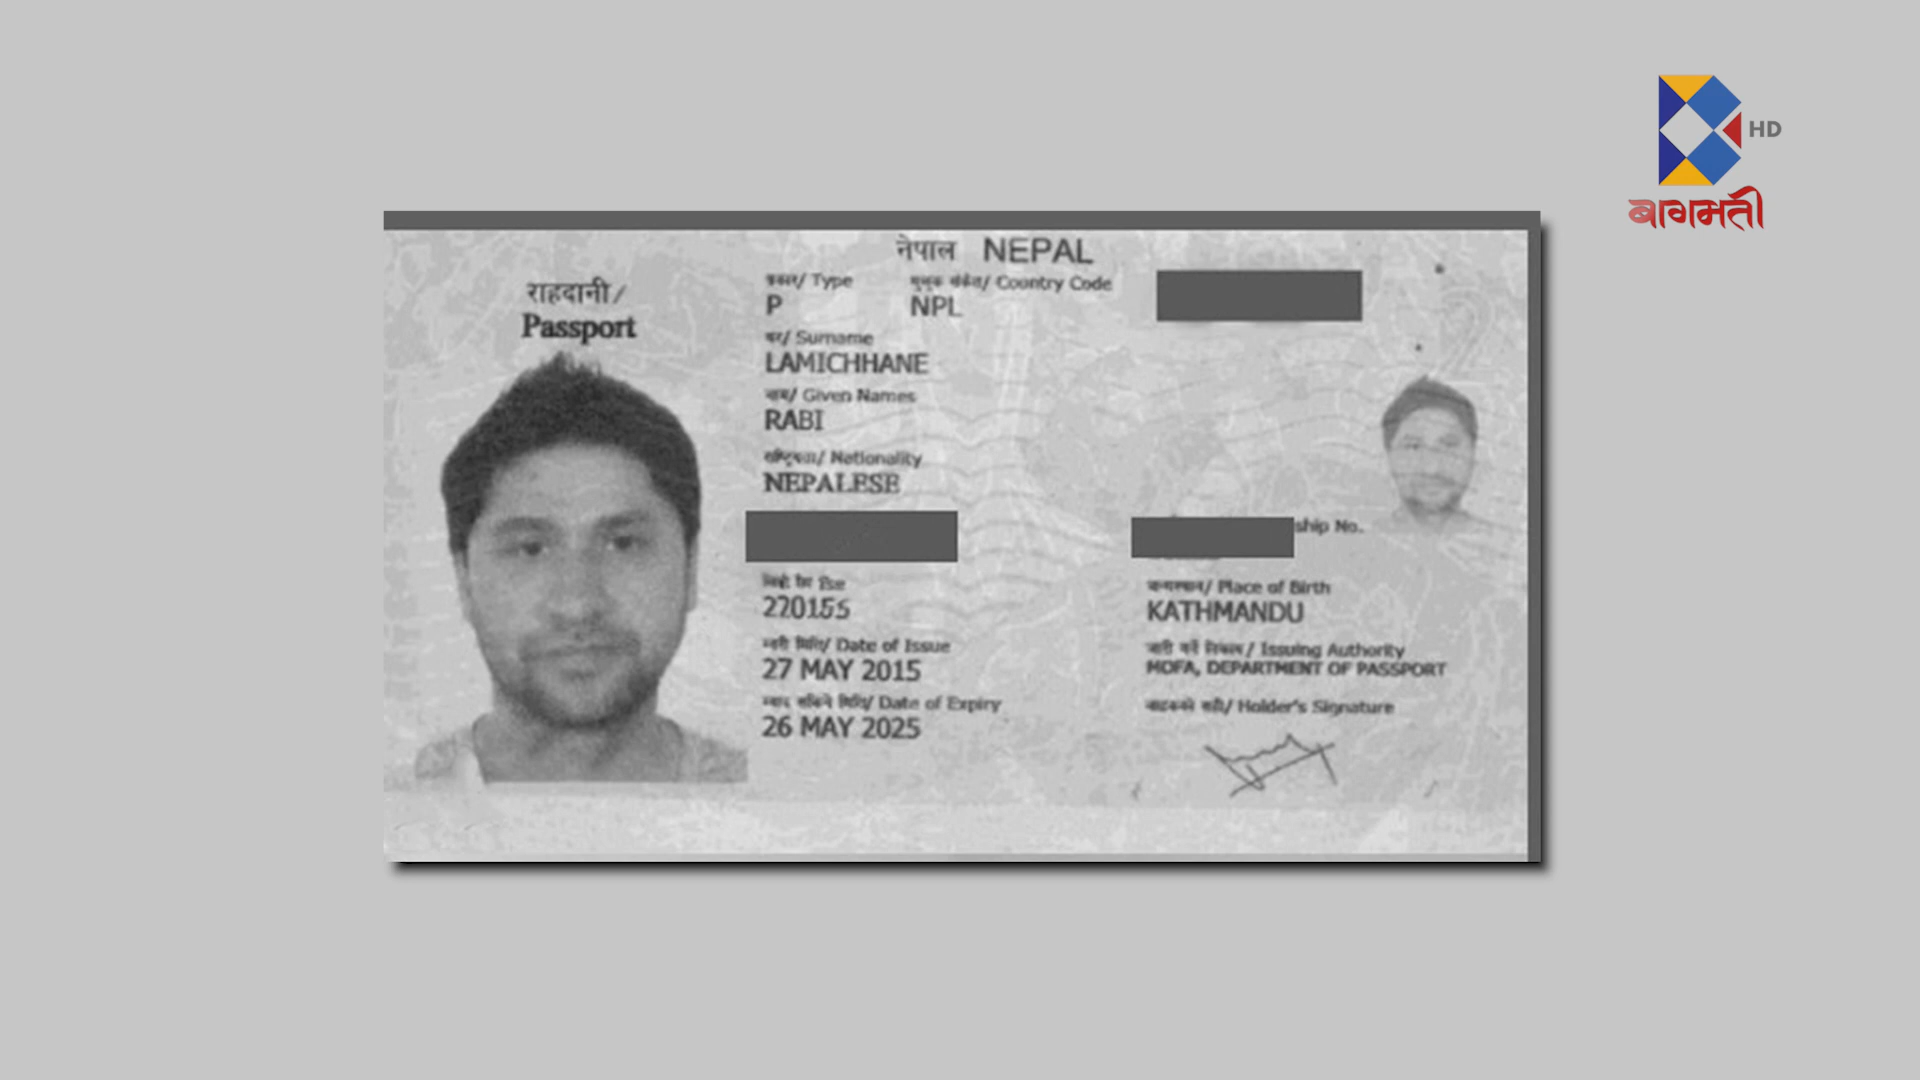 HD
बागमती
नेपाल NEPAL
राहदानी/
Passport
Type
P
Country Code
NPL
Surname
LAMICHHANE
Given Names
RABI
Nationality
NEPALESE
ship No.
220155
Place of Birth
KATHMANDU
Date of Issue
27 MAY 2015
Issuing Authority
MOFA, DEPARTMENT OF PASSPORT
Date of Expiry
26 MAY 2025
Holder's Signature